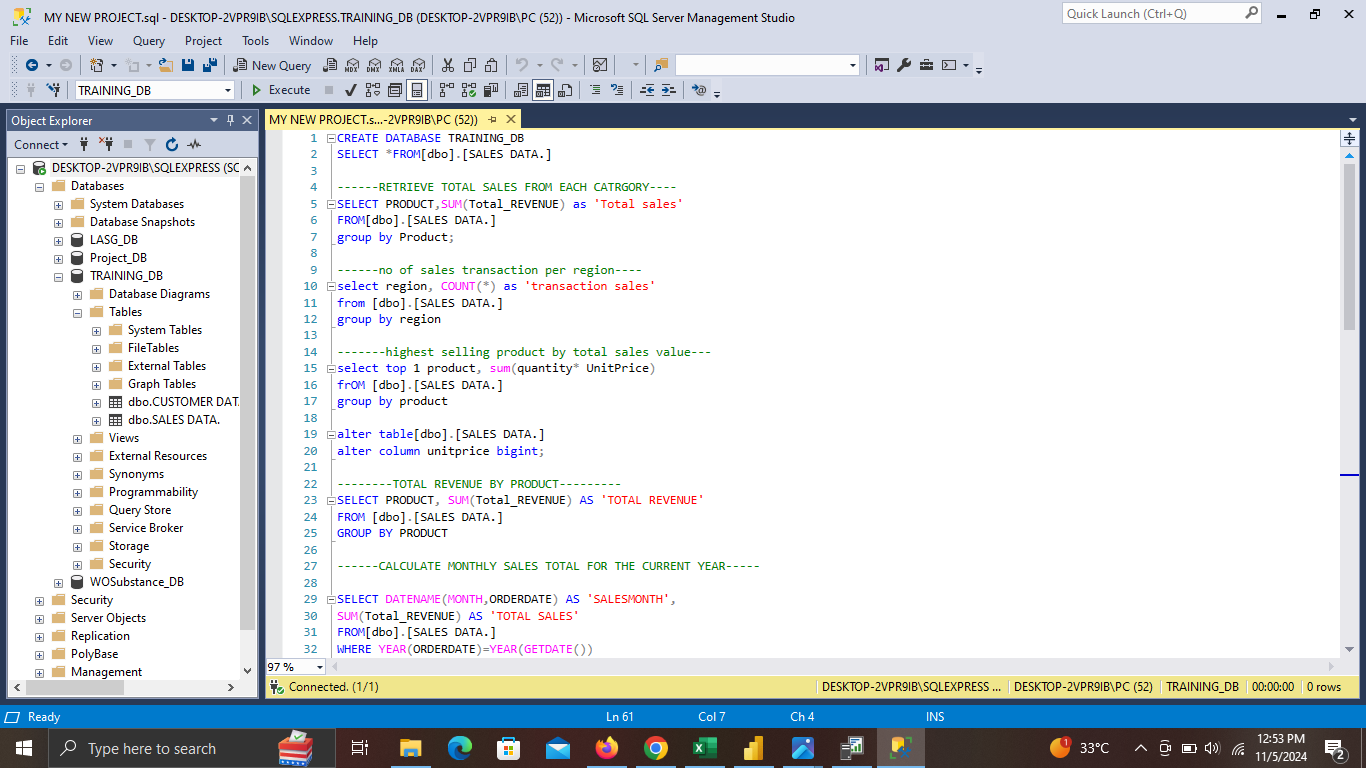 MY NEW PROJECT.sql - DESKTOP-2VPR9IB\SQLEXPRESS.TRAINING_DB (DESKTOP-2VPR9IB\PC (52)) - Microsoft SQL Server Management Studio
Quick Launch (Ctrl+Q)
File Edit View Query Project Tools Window Help
New Query MDX DMX XMLA DAX
TRAINING_DB Execute
Object Explorer
Connect
DESKTOP-2VPR9IB\SQLEXPRESS (SC
Databases
System Databases
Database Snapshots
LASG_DB
Project_DB
TRAINING_DB
Database Diagrams
Tables
System Tables
FileTables
External Tables
Graph Tables
dbo.CUSTOMER DAT
dbo.SALES DATA.
Views
External Resources
Synonyms
Programmability
Query Store
Service Broker
Storage
Security
WOSubstance_DB
Security
Server Objects
Replication
PolyBase
Management
MY NEW PROJECT.s...-2VPR9IB\PC (52))
1 CREATE DATABASE TRAINING_DB
2 SELECT *FROM[dbo].[SALES DATA.]
3
4 ------RETRIEVE TOTAL SALES FROM EACH CATRGORY----
5 SELECT PRODUCT,SUM(Total_REVENUE) as 'Total sales'
6 FROM[dbo].[SALES DATA.]
7 group by Product;
8
9 ------no of sales transaction per region----
10 select region, COUNT(*) as 'transaction sales'
11 from [dbo].[SALES DATA.]
12 group by region
13
14 -------highest selling product by total sales value---
15 select top 1 product, sum(quantity* UnitPrice)
16 frOM [dbo].[SALES DATA.]
17 group by product
18
19 alter table[dbo].[SALES DATA.]
20 alter column unitprice bigint;
21
22 --------TOTAL REVENUE BY PRODUCT---------
23 SELECT PRODUCT, SUM(Total_REVENUE) AS 'TOTAL REVENUE'
24 FROM [dbo].[SALES DATA.]
25 GROUP BY PRODUCT
26
27 ------CALCULATE MONTHLY SALES TOTAL FOR THE CURRENT YEAR-----
28
29 SELECT DATENAME(MONTH,ORDERDATE) AS 'SALESMONTH',
30 SUM(Total_REVENUE) AS 'TOTAL SALES'
31 FROM[dbo].[SALES DATA.]
32 WHERE YEAR(ORDERDATE)=YEAR(GETDATE())
97 %
Connected. (1/1) DESKTOP-2VPR9IB\SQLEXPRESS ... DESKTOP-2VPR9IB\PC (52) TRAINING_DB 00:00:00 0 rows
Ready Ln 61 Col 7 Ch 4 INS
Type here to search
1 33°C
12:53 PM
11/5/2024
2